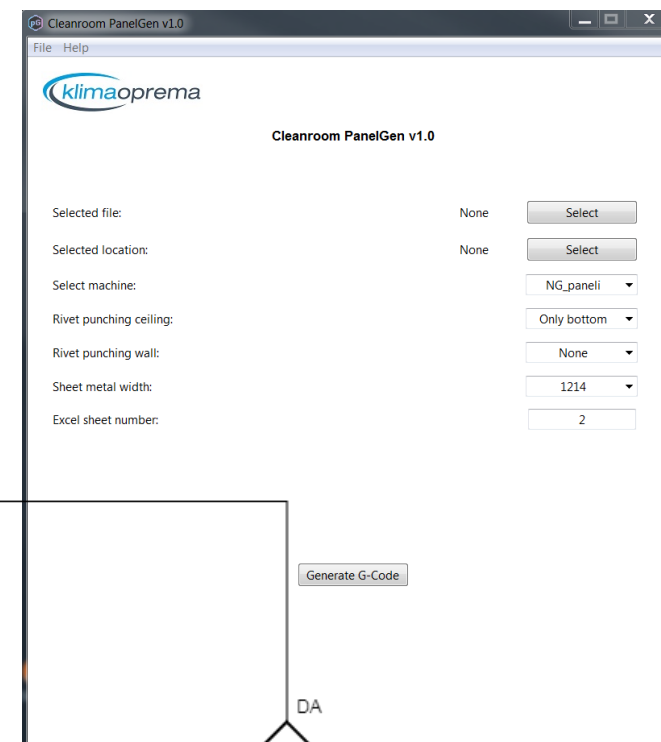 Cleanroom PanelGen v1.0
File Help
klimaoprema
Cleanroom PanelGen v1.0
Selected file: None Select
Selected location: None Select
Select machine: NG_paneli
Rivet punching ceiling: Only bottom
Rivet punching wall: None
Sheet metal width: 1214
Excel sheet number: 2
Generate G-Code
DA